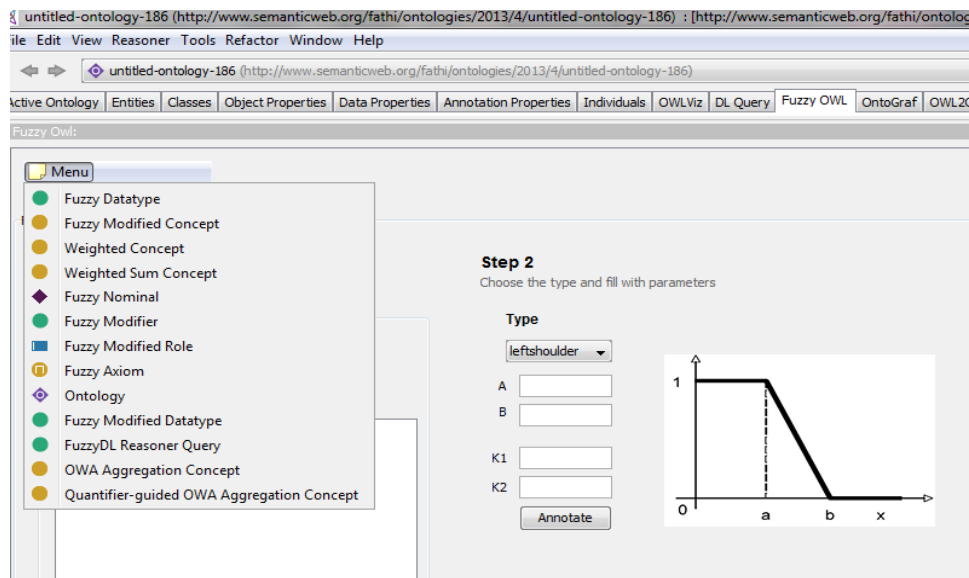 untitled-ontology-186 (http://www.semanticweb.org/fathi/ontologies/2013/4/untitled-ontology-186) : [http://www.semanticweb.org/fathi/ontolog
ile Edit View Reasoner Tools Refactor Window Help
untitled-ontology-186 (http://www.semanticweb.org/fathi/ontologies/2013/4/untitled-ontology-186)
Active Ontology Entities Classes Object Properties Data Properties Annotation Properties Individuals OWLViz DL Query Fuzzy OWL OntoGraf OWL2
Fuzzy Owl:
Menu
Fuzzy Datatype
Fuzzy Modified Concept
Weighted Concept
Weighted Sum Concept
Fuzzy Nominal
Fuzzy Modifier
Fuzzy Modified Role
Fuzzy Axiom
Ontology
Fuzzy Modified Datatype
FuzzyDL Reasoner Query
OWA Aggregation Concept
Quantifier-guided OWA Aggregation Concept
Step 2
Choose the type and fill with parameters
Type
leftshoulder
A
B
K1
K2
Annotate
1
0 a b x